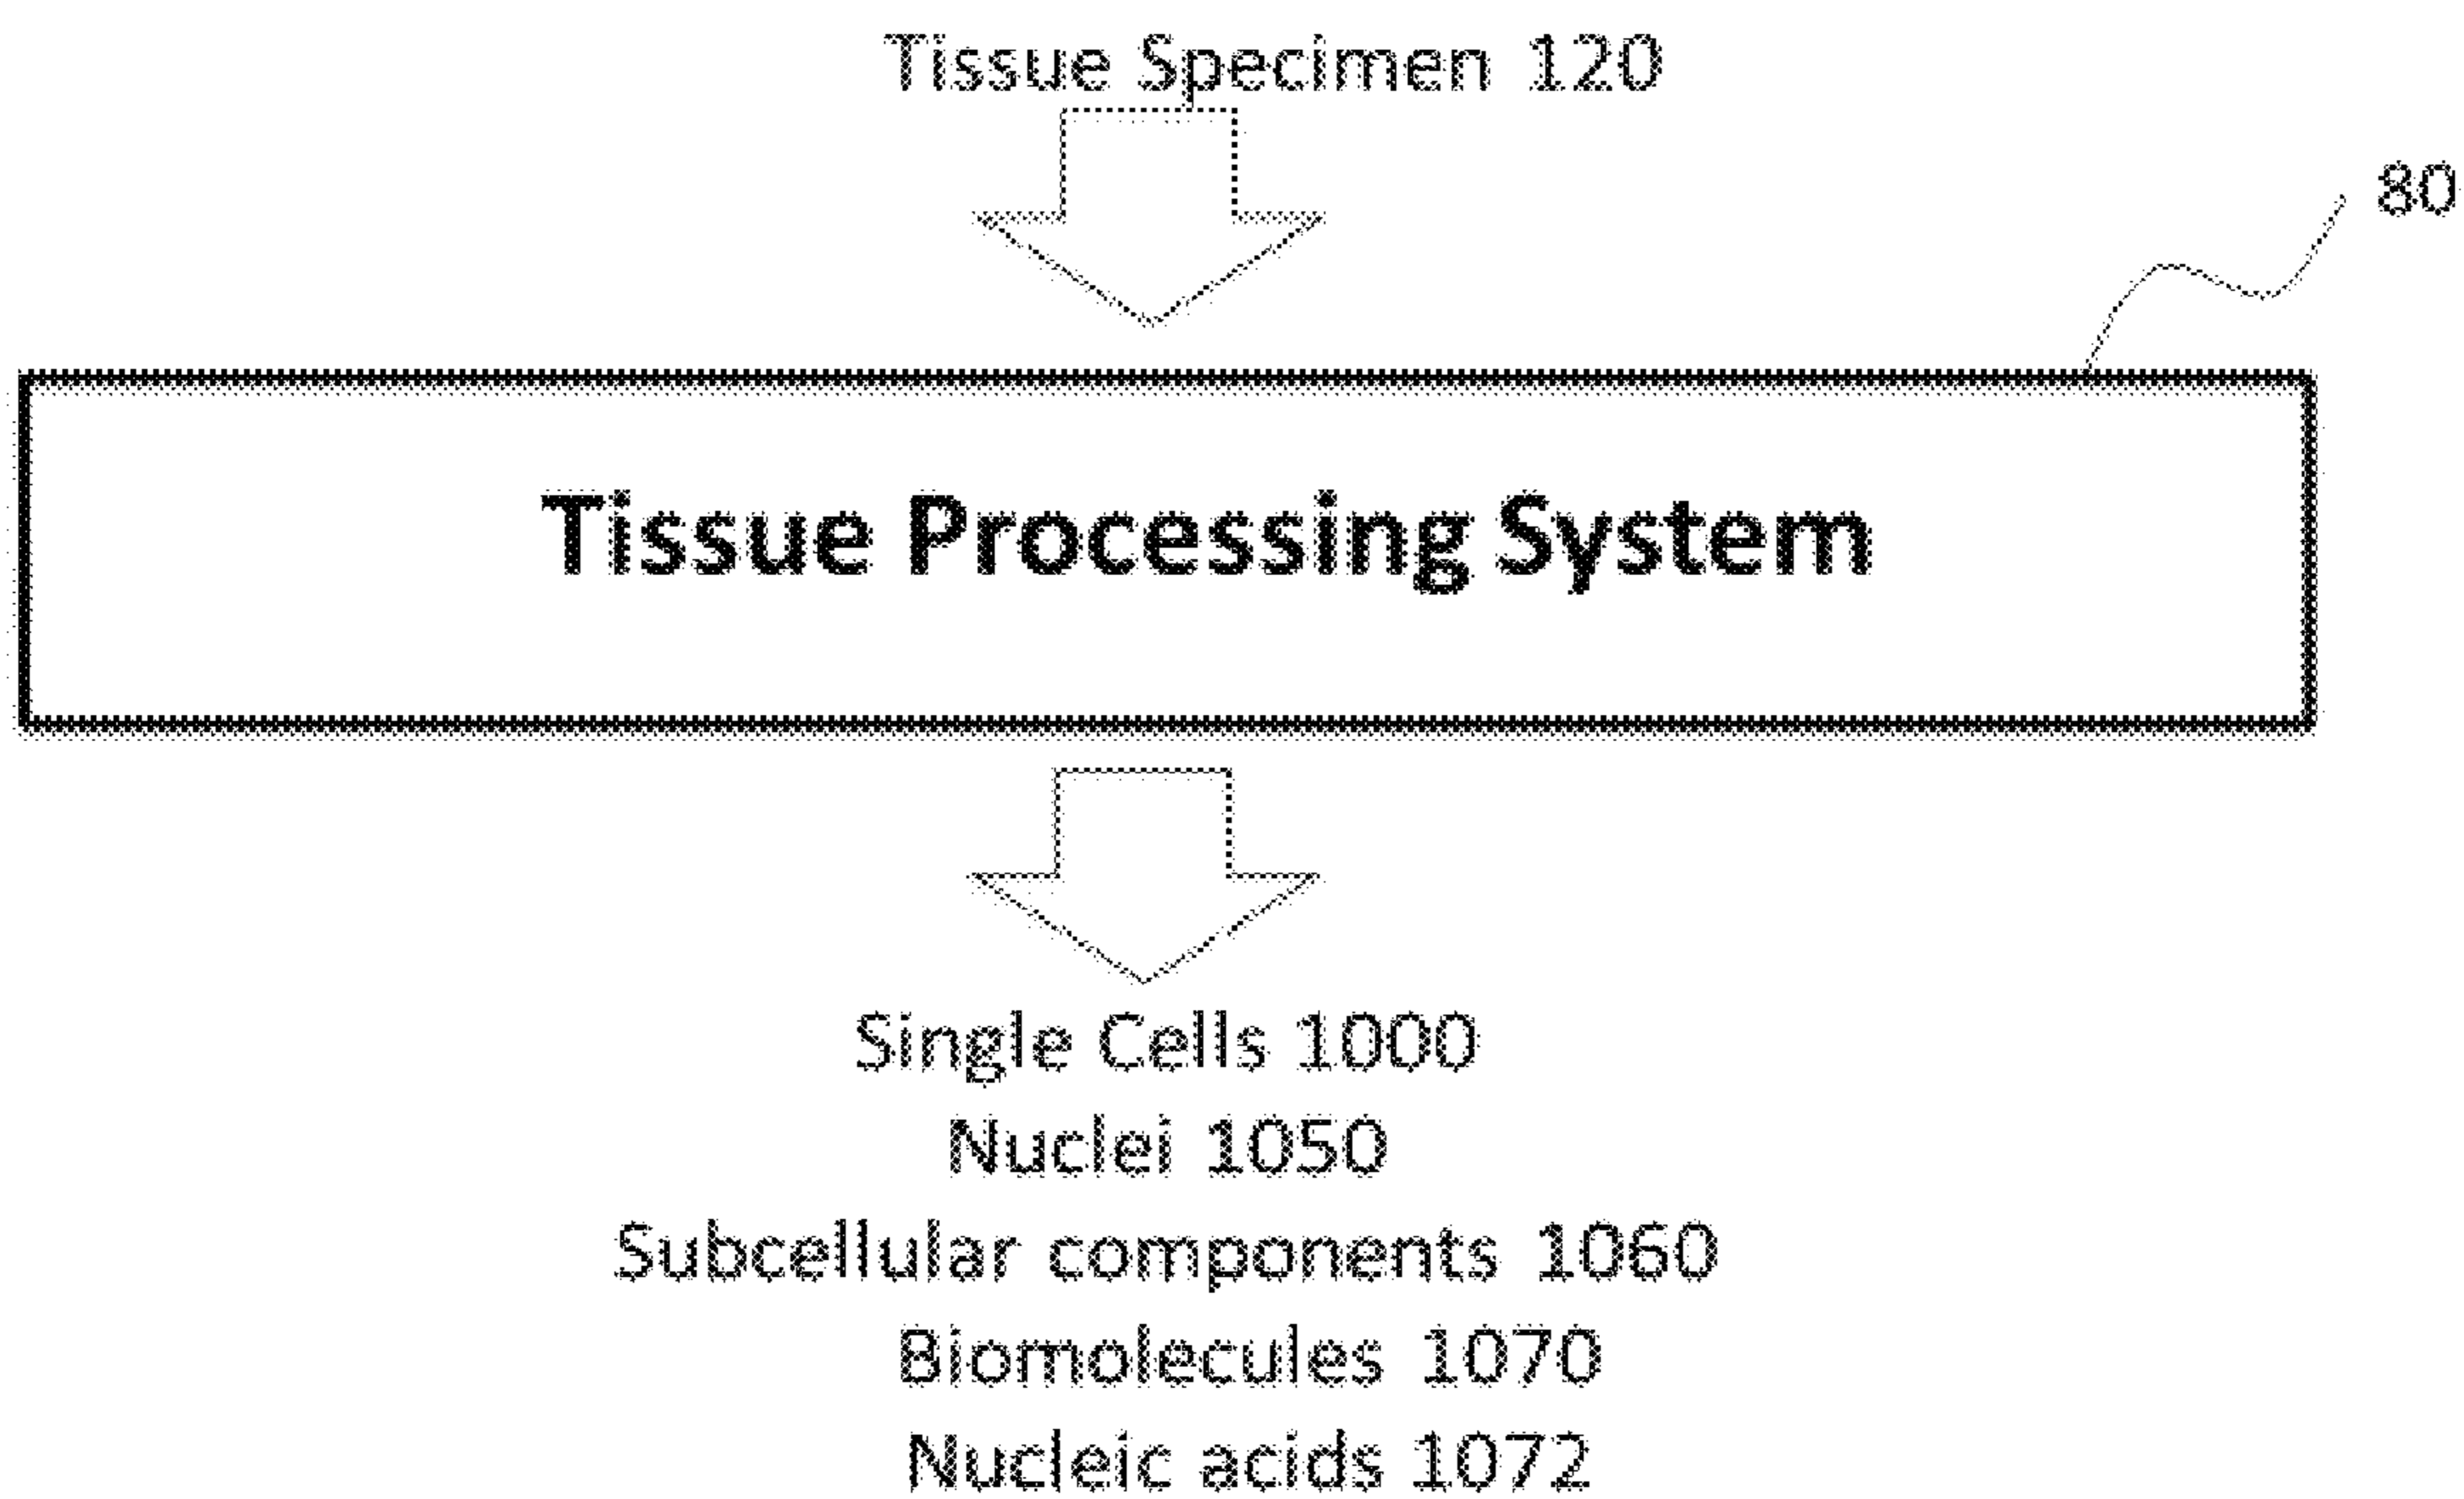 Tissue Specimen 120
80
Tissue Processing System
Single Cells 1000
Nuclei 1050
Subcellular components 1060
Biomolecules 1070
Nucleic acids 1072